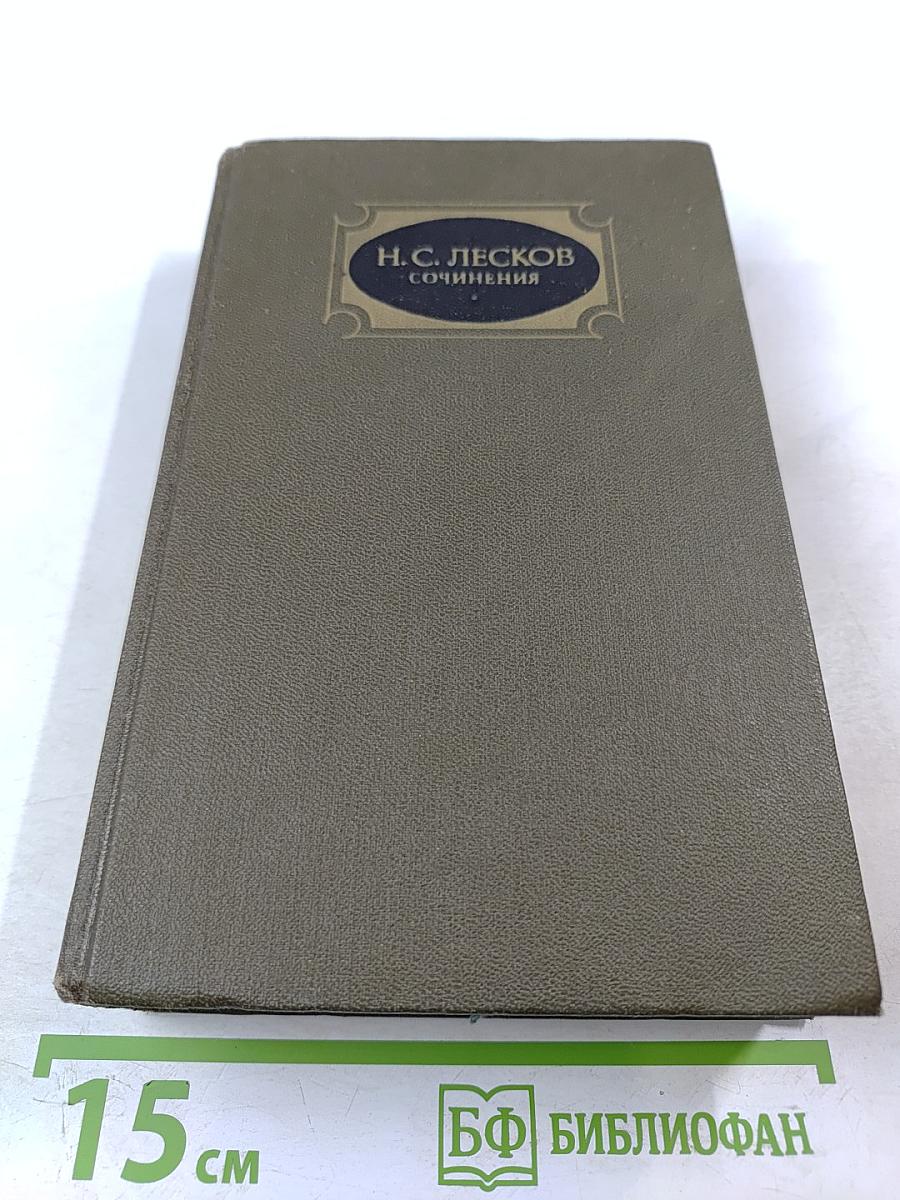 Н. С. ЛЕСКОВ
СОЧИНЕНИЯ
15 см
БФ БИБЛИОФАН